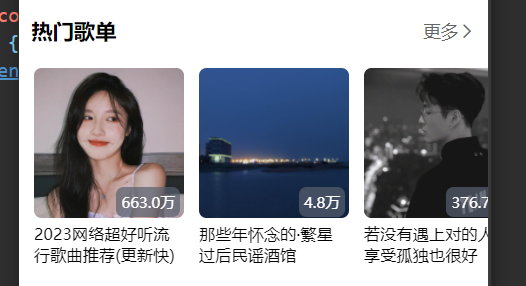 co
{
en
热门歌单
更多
663.0万
4.8万
376.7
2023网络超好听流
行歌曲推荐(更新快)
那些年怀念的·繁星
过后民谣酒馆
若没有遇上对的人
享受孤独也很好